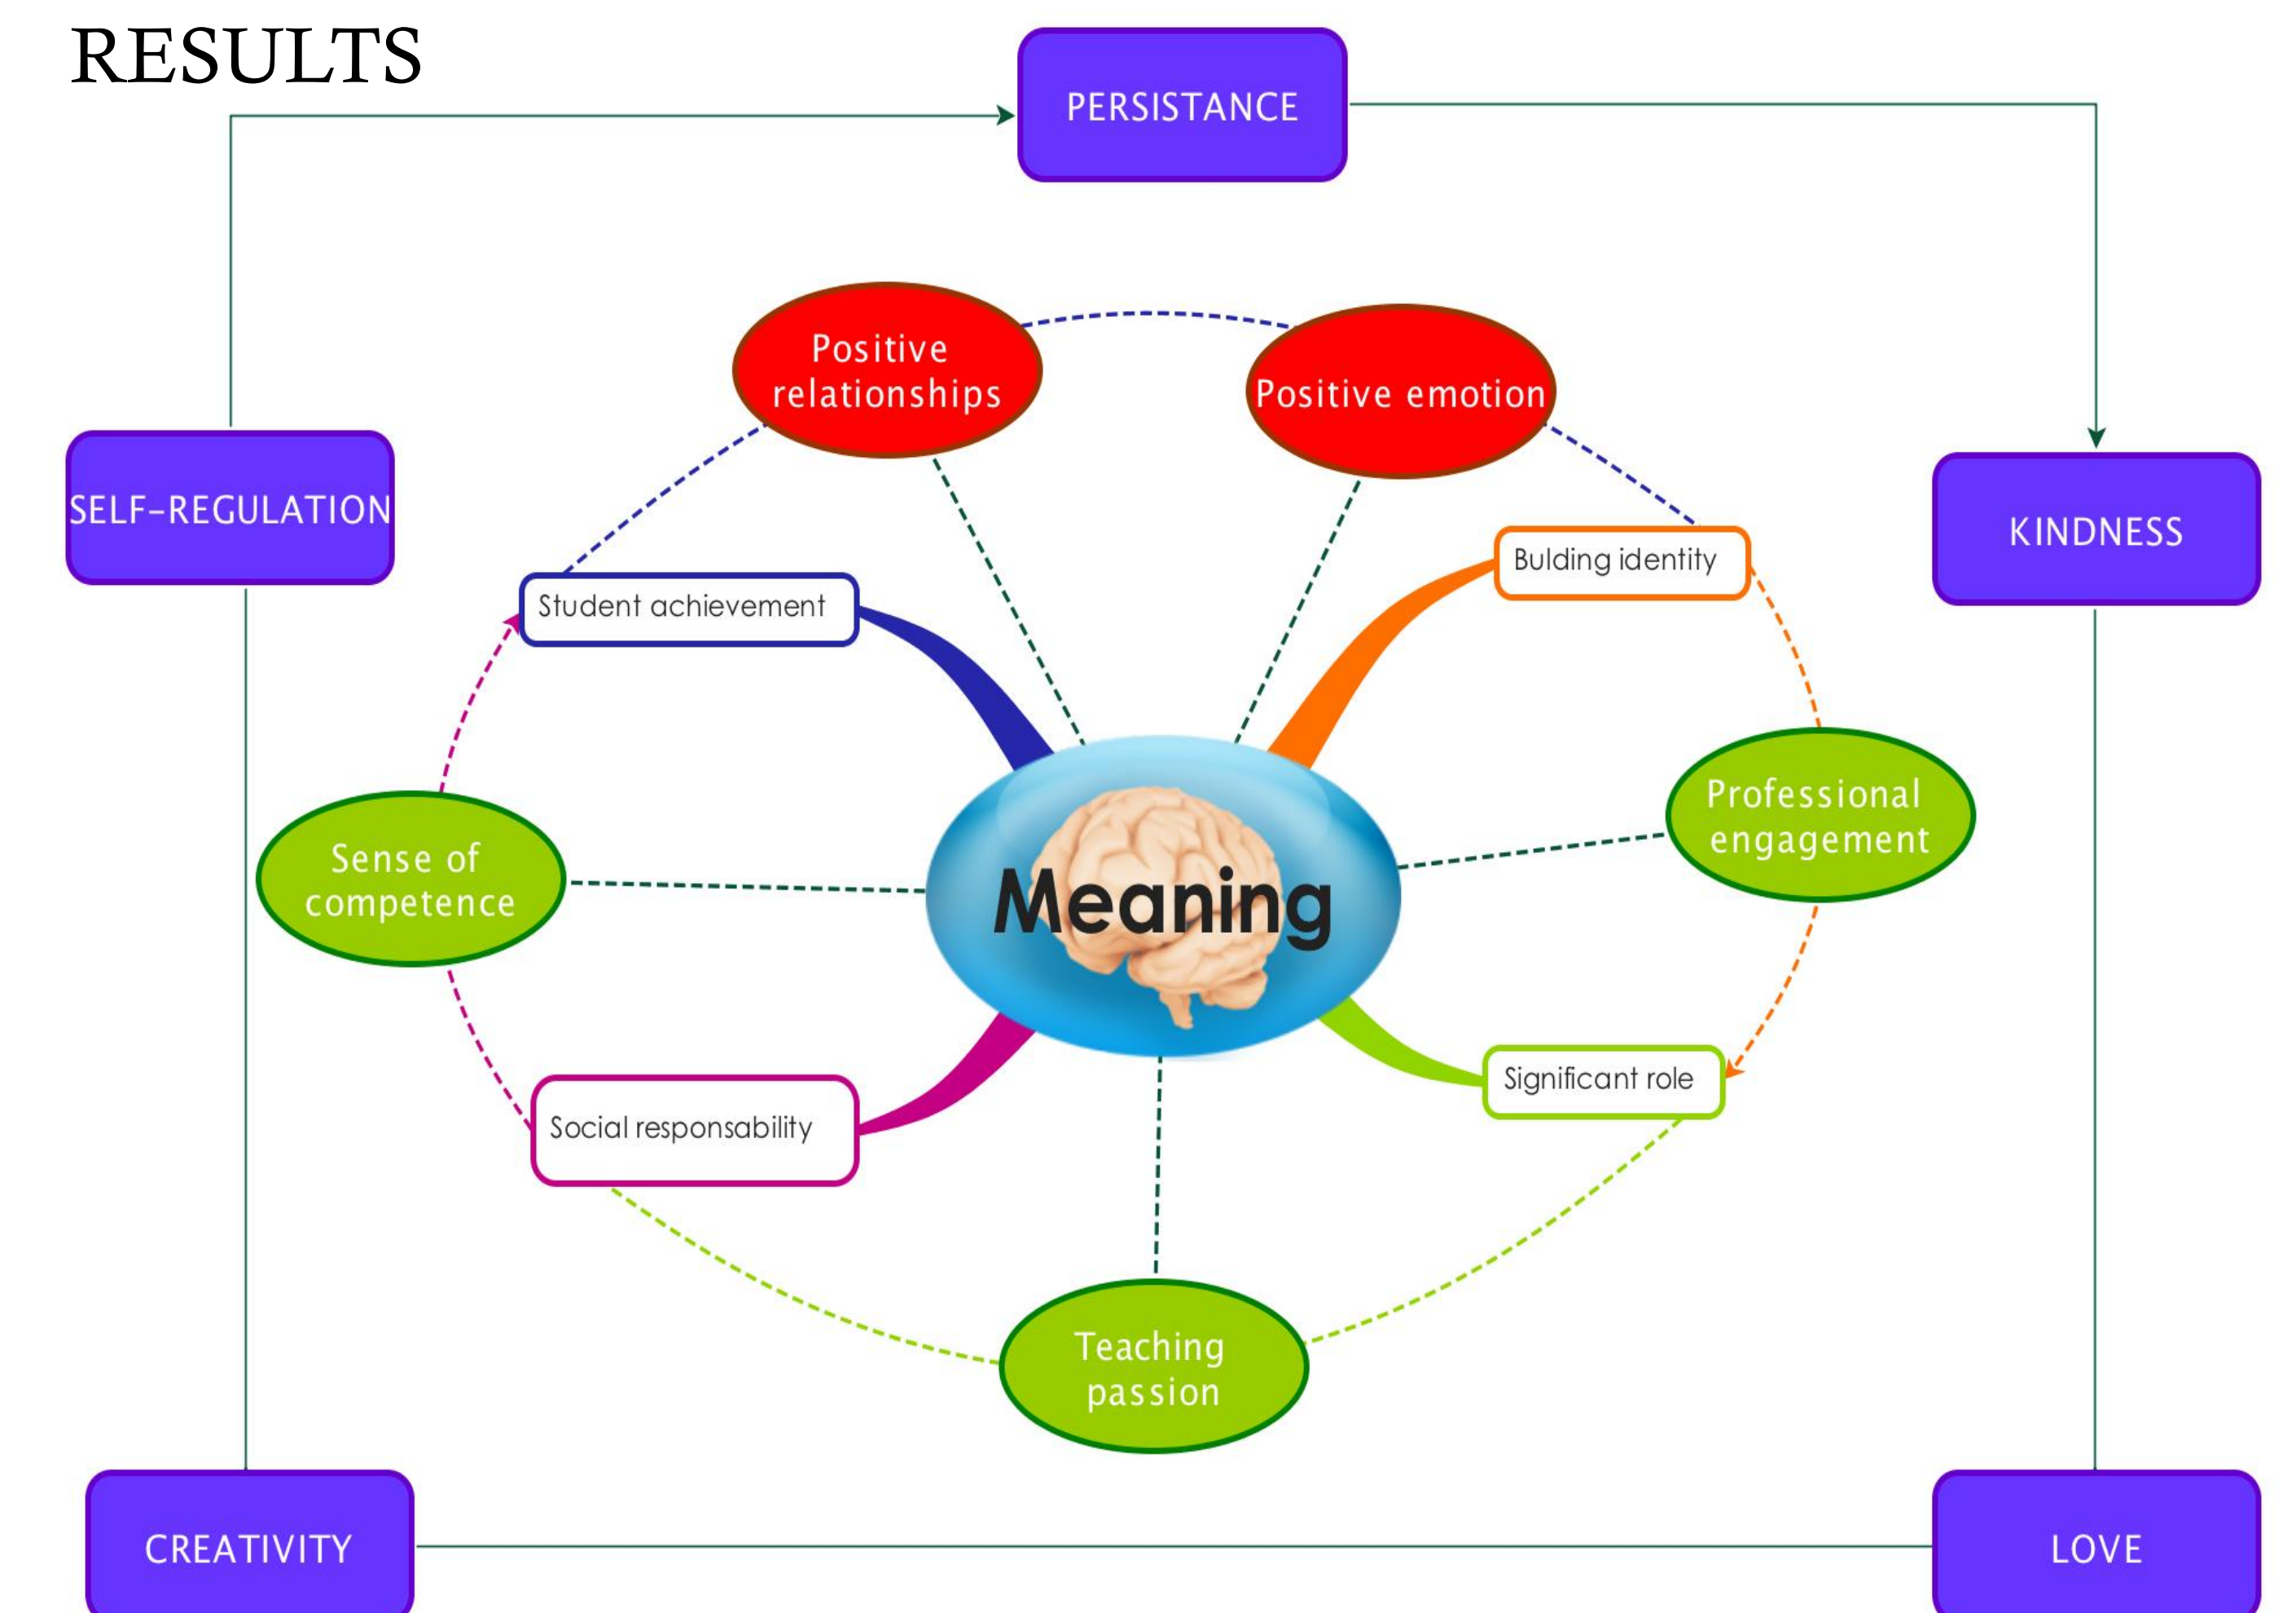 RESULTS
PERSISTANCE
Positive
relationships
Positive emotion
SELF-REGULATION
KINDNESS
Bulding identity
Student achievement
Professional
engagement
Sense of
competence
Meaning
Significant role
Social responsability
Teaching
passion
CREATIVITY
LOVE